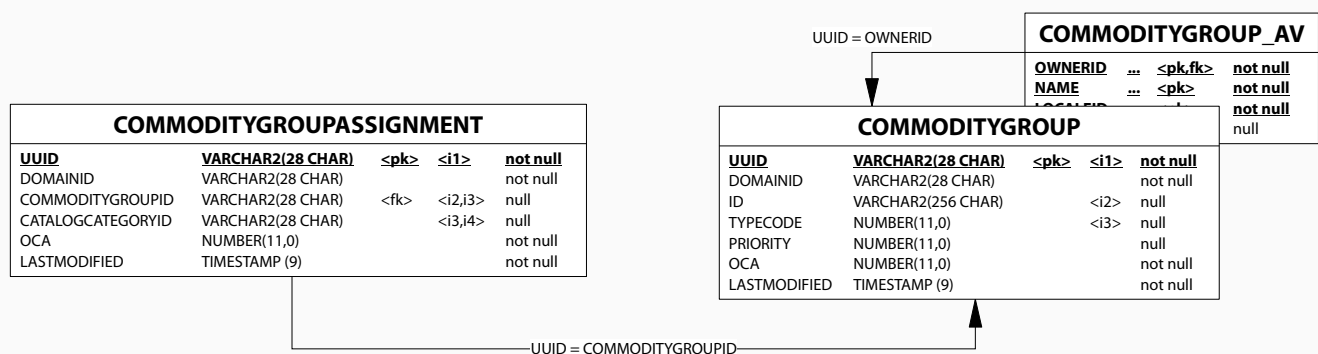 UUID = OWNERID
COMMODITYGROUP_AV
OWNERID ... <pk,fk> not null
NAME ... <pk> not null
not null
null
COMMODITYGROUPASSIGNMENT
UUID VARCHAR2(28 CHAR) <pk> <i1> not null
DOMAINID VARCHAR2(28 CHAR) not null
COMMODITYGROUPID VARCHAR2(28 CHAR) <fk> <i2,i3> null
CATALOGCATEGORYID VARCHAR2(28 CHAR) <i3,i4> null
OCA NUMBER(11,0) not null
LASTMODIFIED TIMESTAMP (9) not null
COMMODITYGROUP
UUID VARCHAR2(28 CHAR) <pk> <i1> not null
DOMAINID VARCHAR2(28 CHAR) not null
ID VARCHAR2(256 CHAR) <i2> null
TYPECODE NUMBER(11,0) <i3> null
PRIORITY NUMBER(11,0) null
OCA NUMBER(11,0) not null
LASTMODIFIED TIMESTAMP (9) not null
UUID = COMMODITYGROUPID